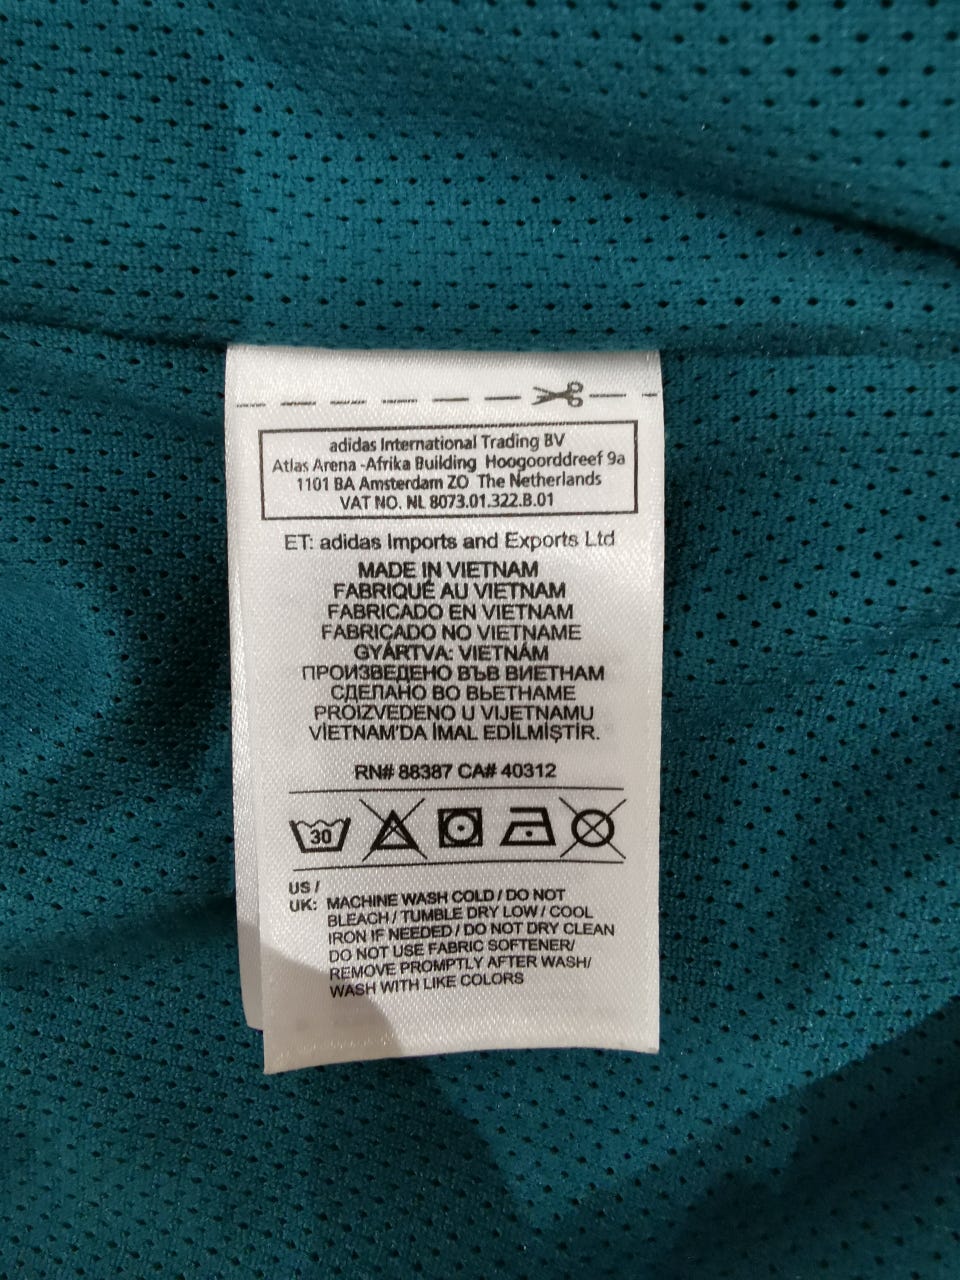 adidas International Trading BV
Atlas Arena -Afrika Building Hoogoorddreef 9a
1101 BA Amsterdam ZO The Netherlands
VAT NO. NL 8073.01.322.B.01
ET: adidas Imports and Exports Ltd
MADE IN VIETNAM
FABRIQUÉ AU VIETNAM
FABRICADO EN VIETNAM
FABRICADO NO VIETNAME
GYÁRTVA: VIETNÁM
ПРОИЗВЕДЕНО ВЪВ ВИЕТНАМ
СДЕЛАНО ВО ВЬЕТНАМЕ
PROIZVEDENO U VIJETNAMU
VİETNAM'DA İMAL EDİLMİŞTİR.
RN# 88387 CA# 40312
30
US /
UK: MACHINE WASH COLD / DO NOT
BLEACH / TUMBLE DRY LOW / COOL
IRON IF NEEDED / DO NOT DRY CLEAN
DO NOT USE FABRIC SOFTENER/
REMOVE PROMPTLY AFTER WASH/
WASH WITH LIKE COLORS